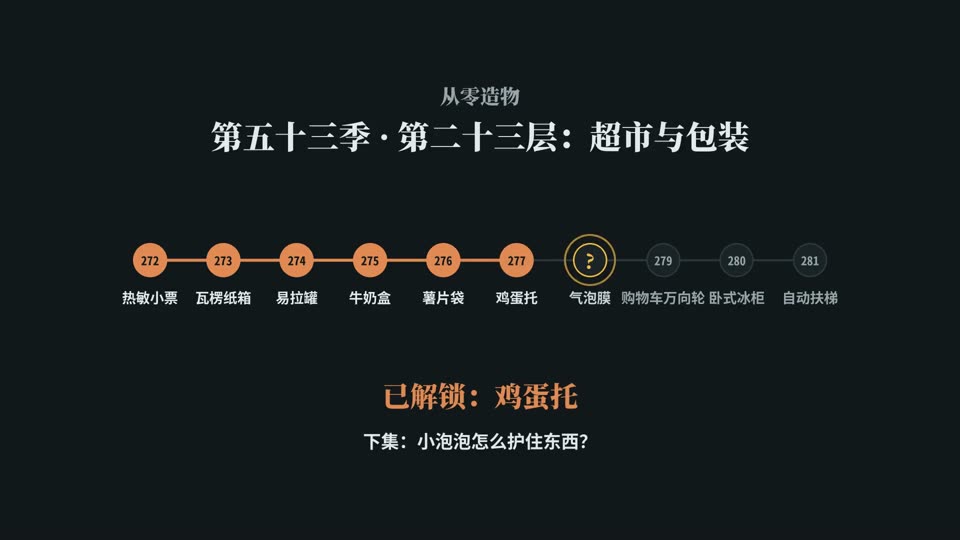 从零造物
第五十三季 · 第二十三层：超市与包装
272 273 274 275 276 277 ? 279 280 281
热敏小票 瓦楞纸箱 易拉罐 牛奶盒 薯片袋 鸡蛋托 气泡膜 购物车万向轮 卧式冰柜 自动扶梯
已解锁：鸡蛋托
下集：小泡泡怎么护住东西？